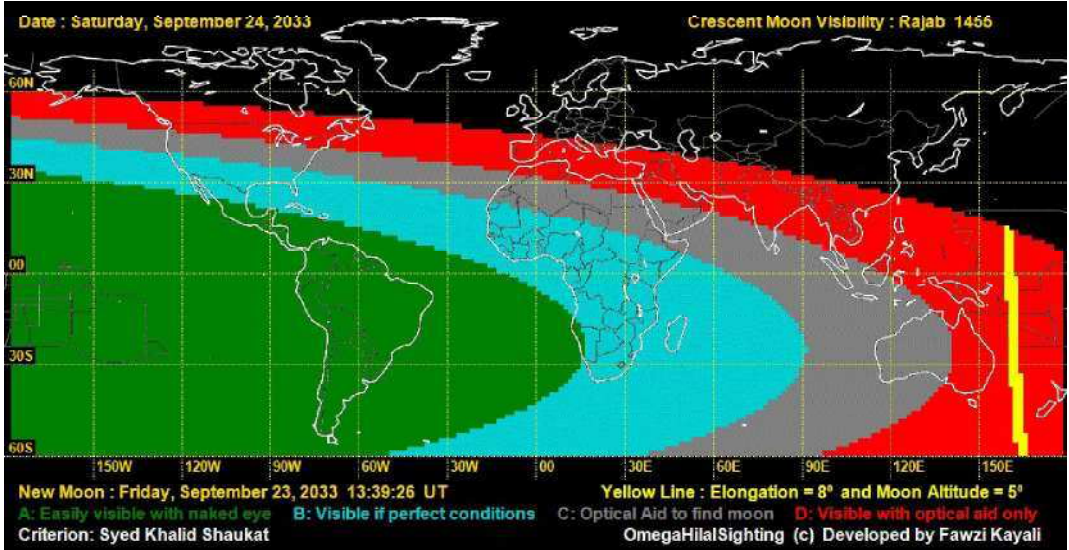 Date : Saturday, September 24, 2033 Crescent Moon Visibility : Rajab 1455
60N
30N
00
30S
60S
150W 120W 90W 60W 30W 00 30E 60E 90E 120E 150E
New Moon : Friday, September 23, 2033 13:39:26 UT Yellow Line : Elongation = 8º and Moon Altitude = 5º
A: Easily visible with naked eye B: Visible if perfect conditions C: Optical Aid to find moon D: Visible with optical aid only
Criterion: Syed Khalid Shaukat OmegaHilalSighting (c) Developed by Fawzi Kayali